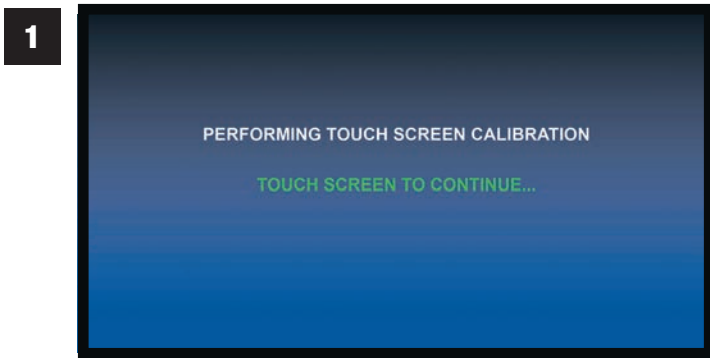 1
PERFORMING TOUCH SCREEN CALIBRATION
TOUCH SCREEN TO CONTINUE...